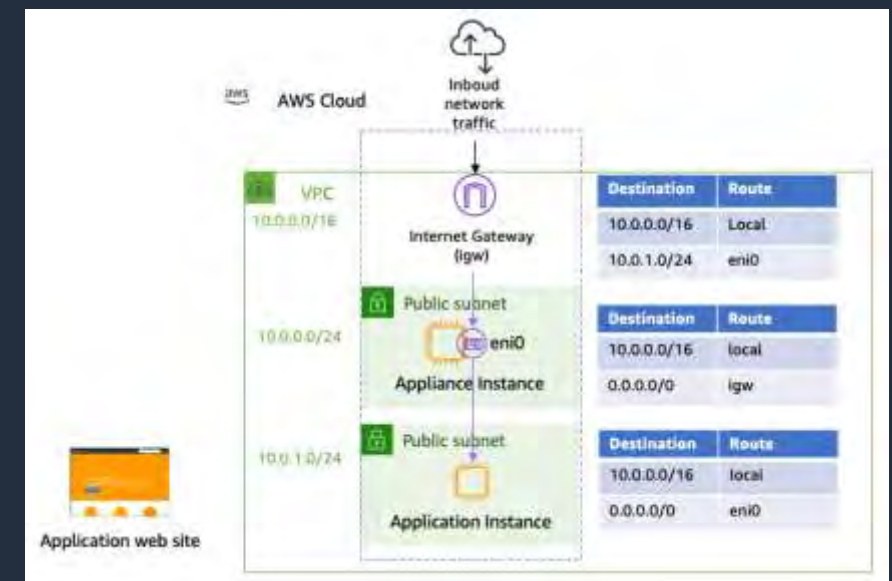 Inboud
network
traffic
aws
AWS Cloud
VPC
10.0.0.0/16
Internet Gateway
(igw)
Destination Route
10.0.0.0/16 Local
10.0.1.0/24 eni0
Public subnet
10.0.0.0/24
eni0
Appliance Instance
Destination Route
10.0.0.0/16 local
0.0.0.0/0 igw
Public subnet
10.0.1.0/24
Application Instance
Destination Route
10.0.0.0/16 local
0.0.0.0/0 eni0
Application web site